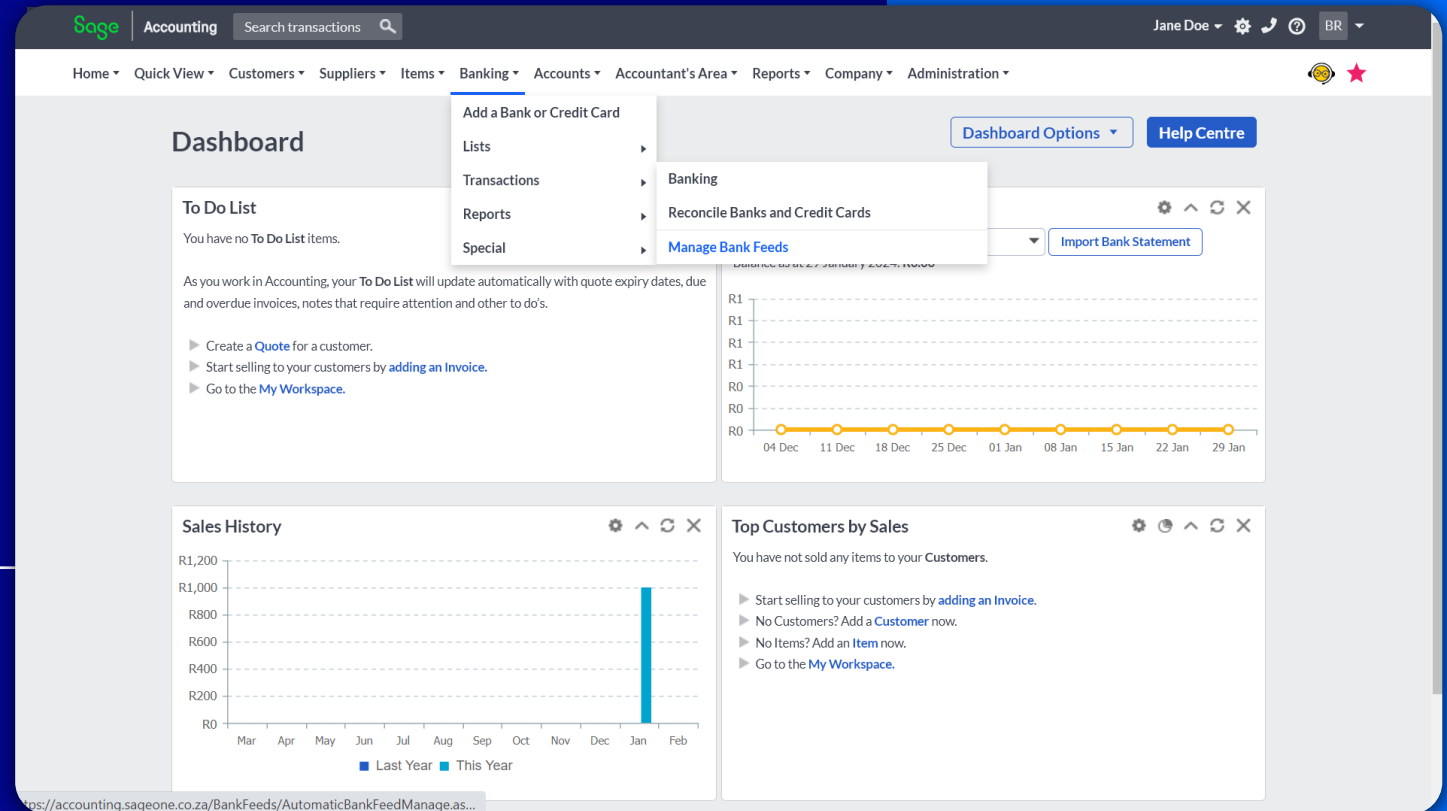 Sage Accounting Search transactions Jane Doe BR
Home Quick View Customers Suppliers Items Banking Accounts Accountant's Area Reports Company Administration
Add a Bank or Credit Card
Lists
Transactions
Reports
Special
Banking
Reconcile Banks and Credit Cards
Manage Bank Feeds
Dashboard
Dashboard Options Help Centre
To Do List
You have no To Do List items.
As you work in Accounting, your To Do List will update automatically with quote expiry dates, due
and overdue invoices, notes that require attention and other to do's.
Create a Quote for a customer.
Start selling to your customers by adding an Invoice.
Go to the My Workspace.
Import Bank Statement
Balance as at 29 January 2024: R0.00
R1
R1
R1
R1
R0
R0
R0
04 Dec 11 Dec 18 Dec 25 Dec 01 Jan 08 Jan 15 Jan 22 Jan 29 Jan
Sales History
R1,200
R1,000
R800
R600
R400
R200
R0
Mar Apr May Jun Jul Aug Sep Oct Nov Dec Jan Feb
Last Year This Year
Top Customers by Sales
You have not sold any items to your Customers.
Start selling to your customers by adding an Invoice.
No Customers? Add a Customer now.
No Items? Add an Item now.
Go to the My Workspace.
tps://accounting.sageone.co.za/BankFeeds/AutomaticBankFeedManage.as...